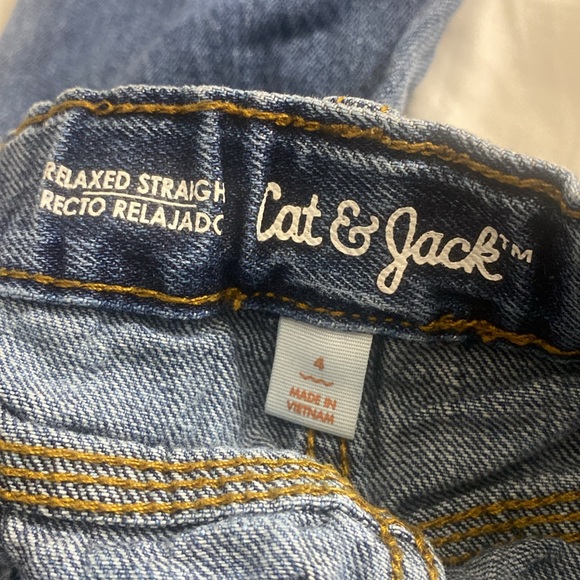 RELAXED STRAIGH
RECTO RELAJADO
Cat & Jack™
4
MADE IN
VIETNAM